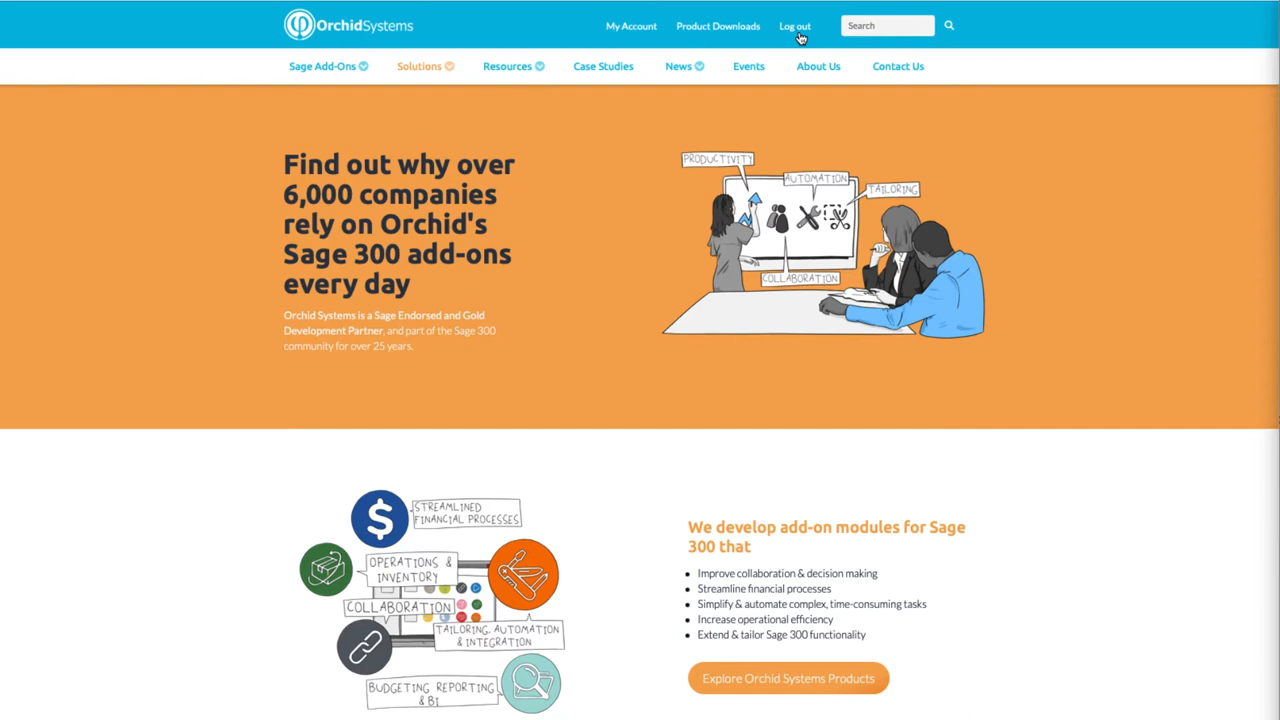 OrchidSystems
My Account
Product Downloads
Log out
Search
Sage Add-Ons
Solutions
Resources
Case Studies
News
Events
About Us
Contact Us
Find out why over
6,000 companies
rely on Orchid's
Sage 300 add-ons
every day
Orchid Systems is a Sage Endorsed and Gold
Development Partner, and part of the Sage 300
community for over 25 years.
PRODUCTIVITY
AUTOMATION
TAILORING
COLLABORATION
$
STREAMLINED
FINANCIAL PROCESSES
OPERATIONS &
INVENTORY
COLLABORATION
TAILORING, AUTOMATION
& INTEGRATION
BUDGETING REPORTING
& BI
We develop add-on modules for Sage
300 that
Improve collaboration & decision making
Streamline financial processes
Simplify & automate complex, time-consuming tasks
Increase operational efficiency
Extend & tailor Sage 300 functionality
Explore Orchid Systems Products